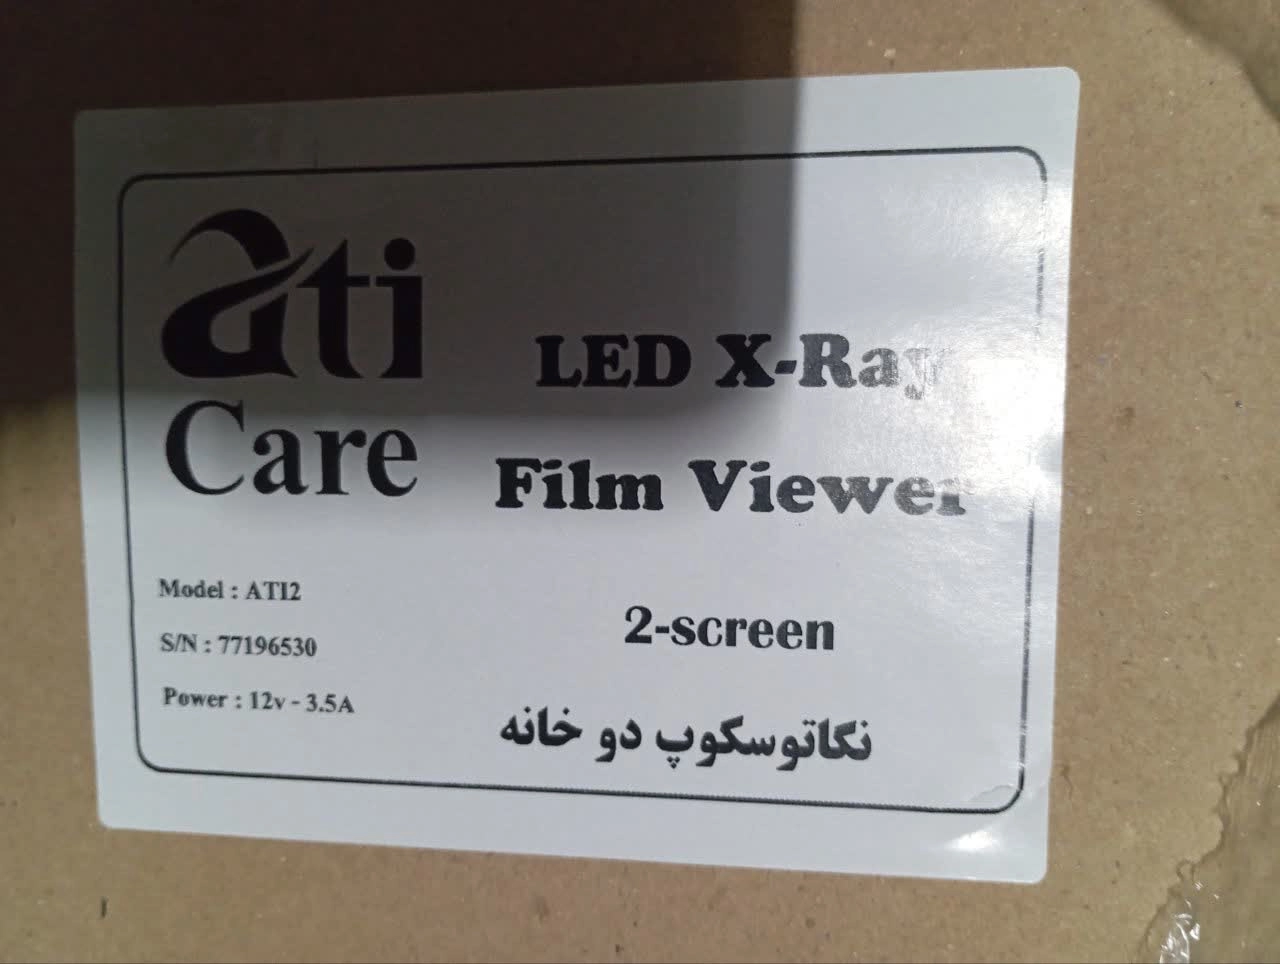 ati
Care
LED X-Ray
Film Viewer
Model : ATI2
S/N : 77196530
Power : 12v - 3.5A
2-screen
نگاتوسکوپ دو خانه